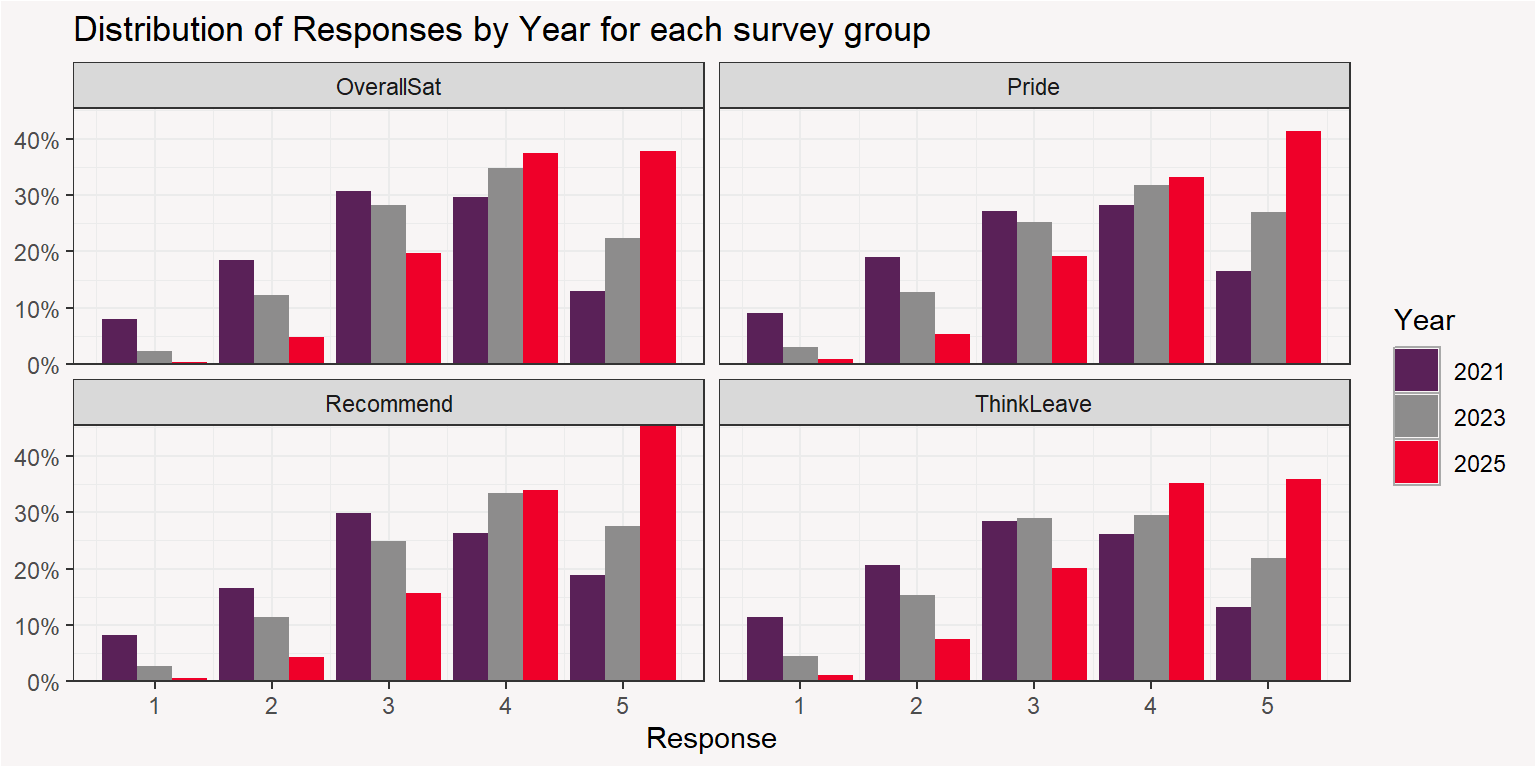 Distribution of Responses by Year for each survey group
OverallSat
Pride
40%
30%
20%
10%
0%
Recommend
ThinkLeave
40%
30%
20%
10%
0%
1 2 3 4 5
1 2 3 4 5
Response
Year
2021
2023
2025